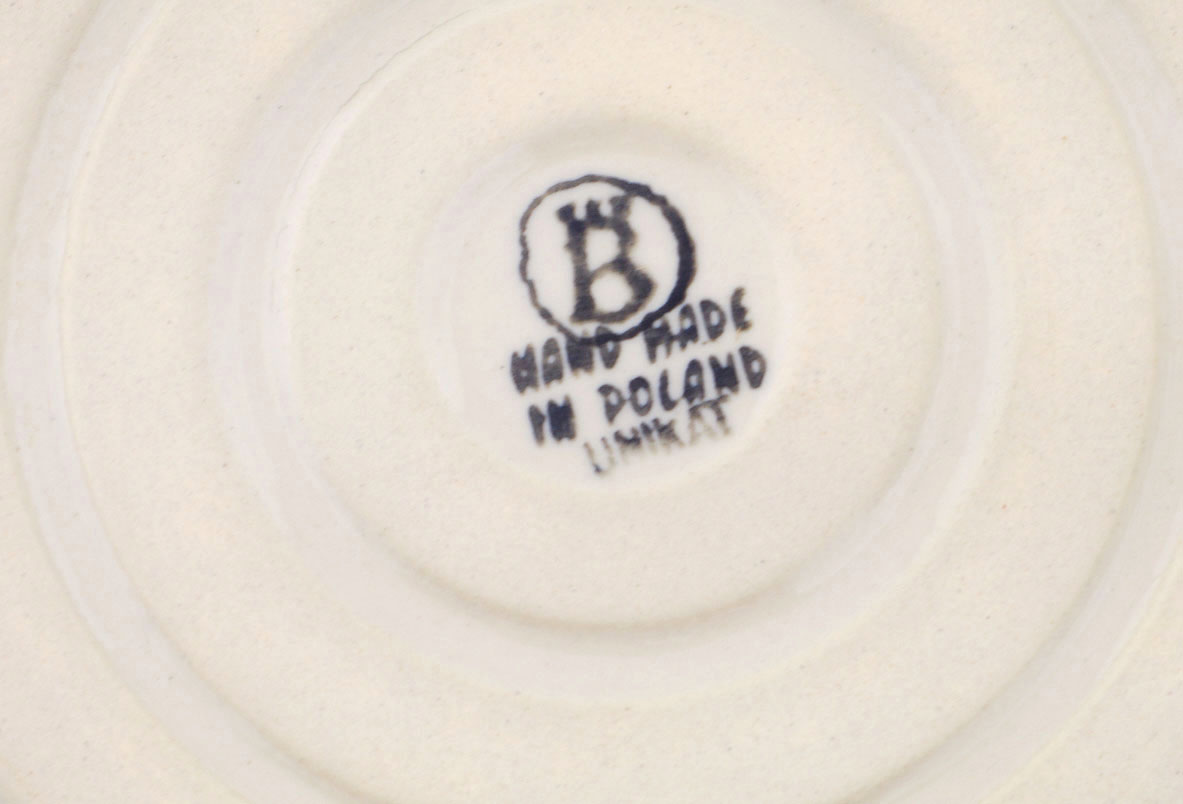 B
HAND MADE
IN POLAND
UNIKAT